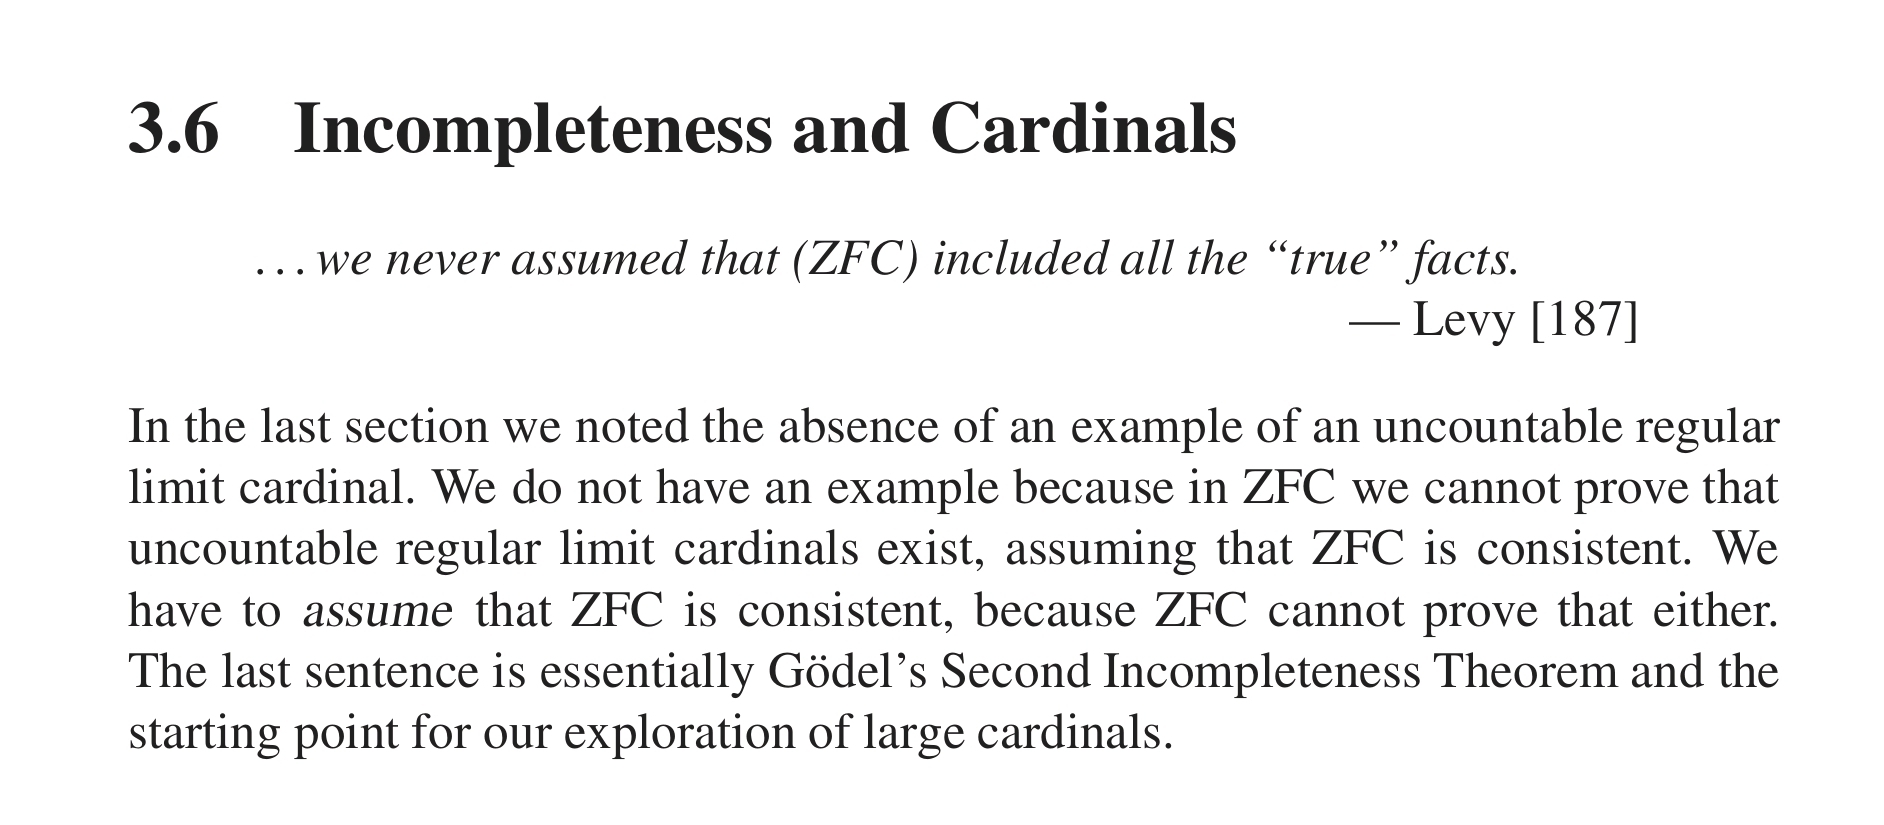 3.6 Incompleteness and Cardinals
...we never assumed that (ZFC) included all the “true” facts.
— Levy [187]
In the last section we noted the absence of an example of an uncountable regular
limit cardinal. We do not have an example because in ZFC we cannot prove that
uncountable regular limit cardinals exist, assuming that ZFC is consistent. We
have to assume that ZFC is consistent, because ZFC cannot prove that either.
The last sentence is essentially Gödel’s Second Incompleteness Theorem and the
starting point for our exploration of large cardinals.